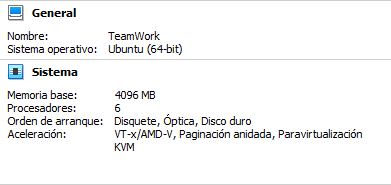 General
Nombre: TeamWork
Sistema operativo: Ubuntu (64-bit)
Sistema
Memoria base: 4096 MB
Procesadores: 6
Orden de arranque: Disquete, Óptica, Disco duro
Aceleración: VT-x/AMD-V, Paginación anidada, Paravirtualización
KVM